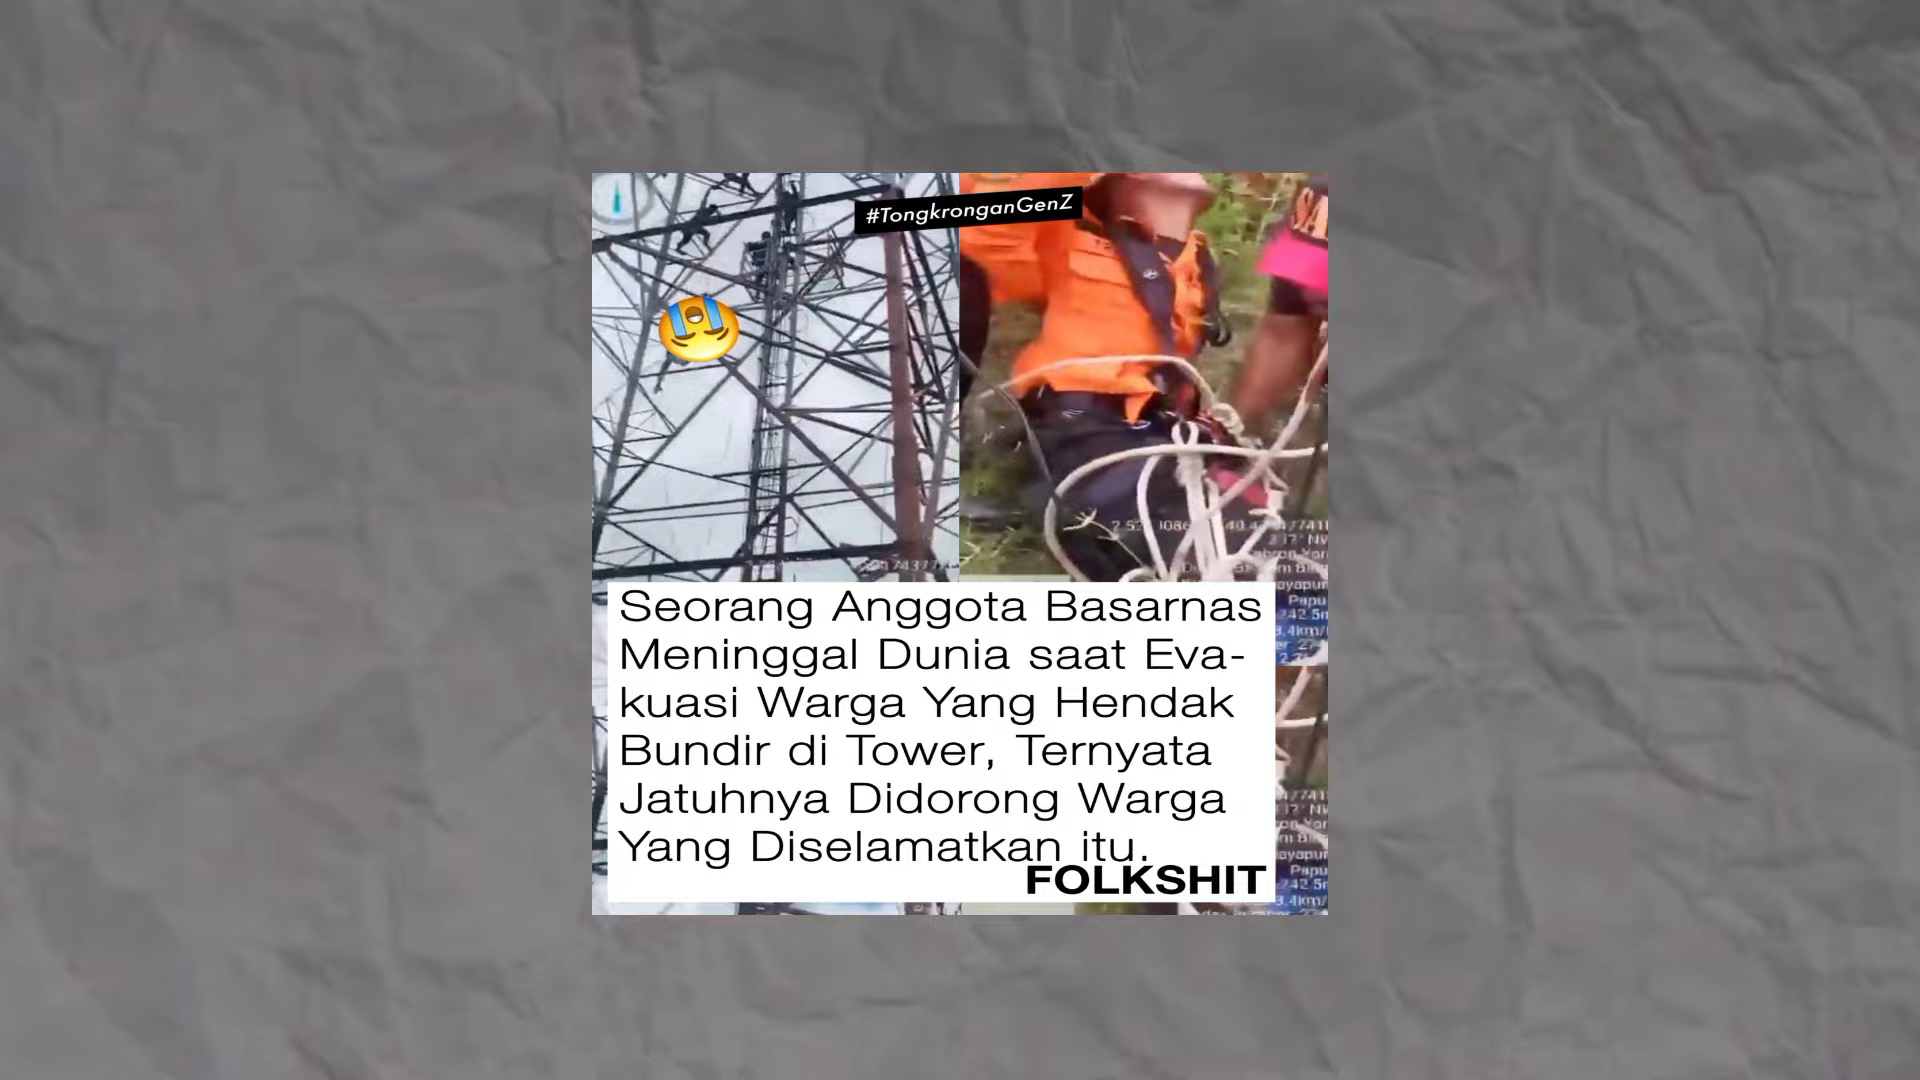 #TongkronganGenZ
Seorang Anggota Basarnas
Meninggal Dunia saat Eva-
kuasi Warga Yang Hendak
Bundir di Tower, Ternyata
Jatuhnya Didorong Warga
Yang Diselamatkan itu.
FOLKSHIT